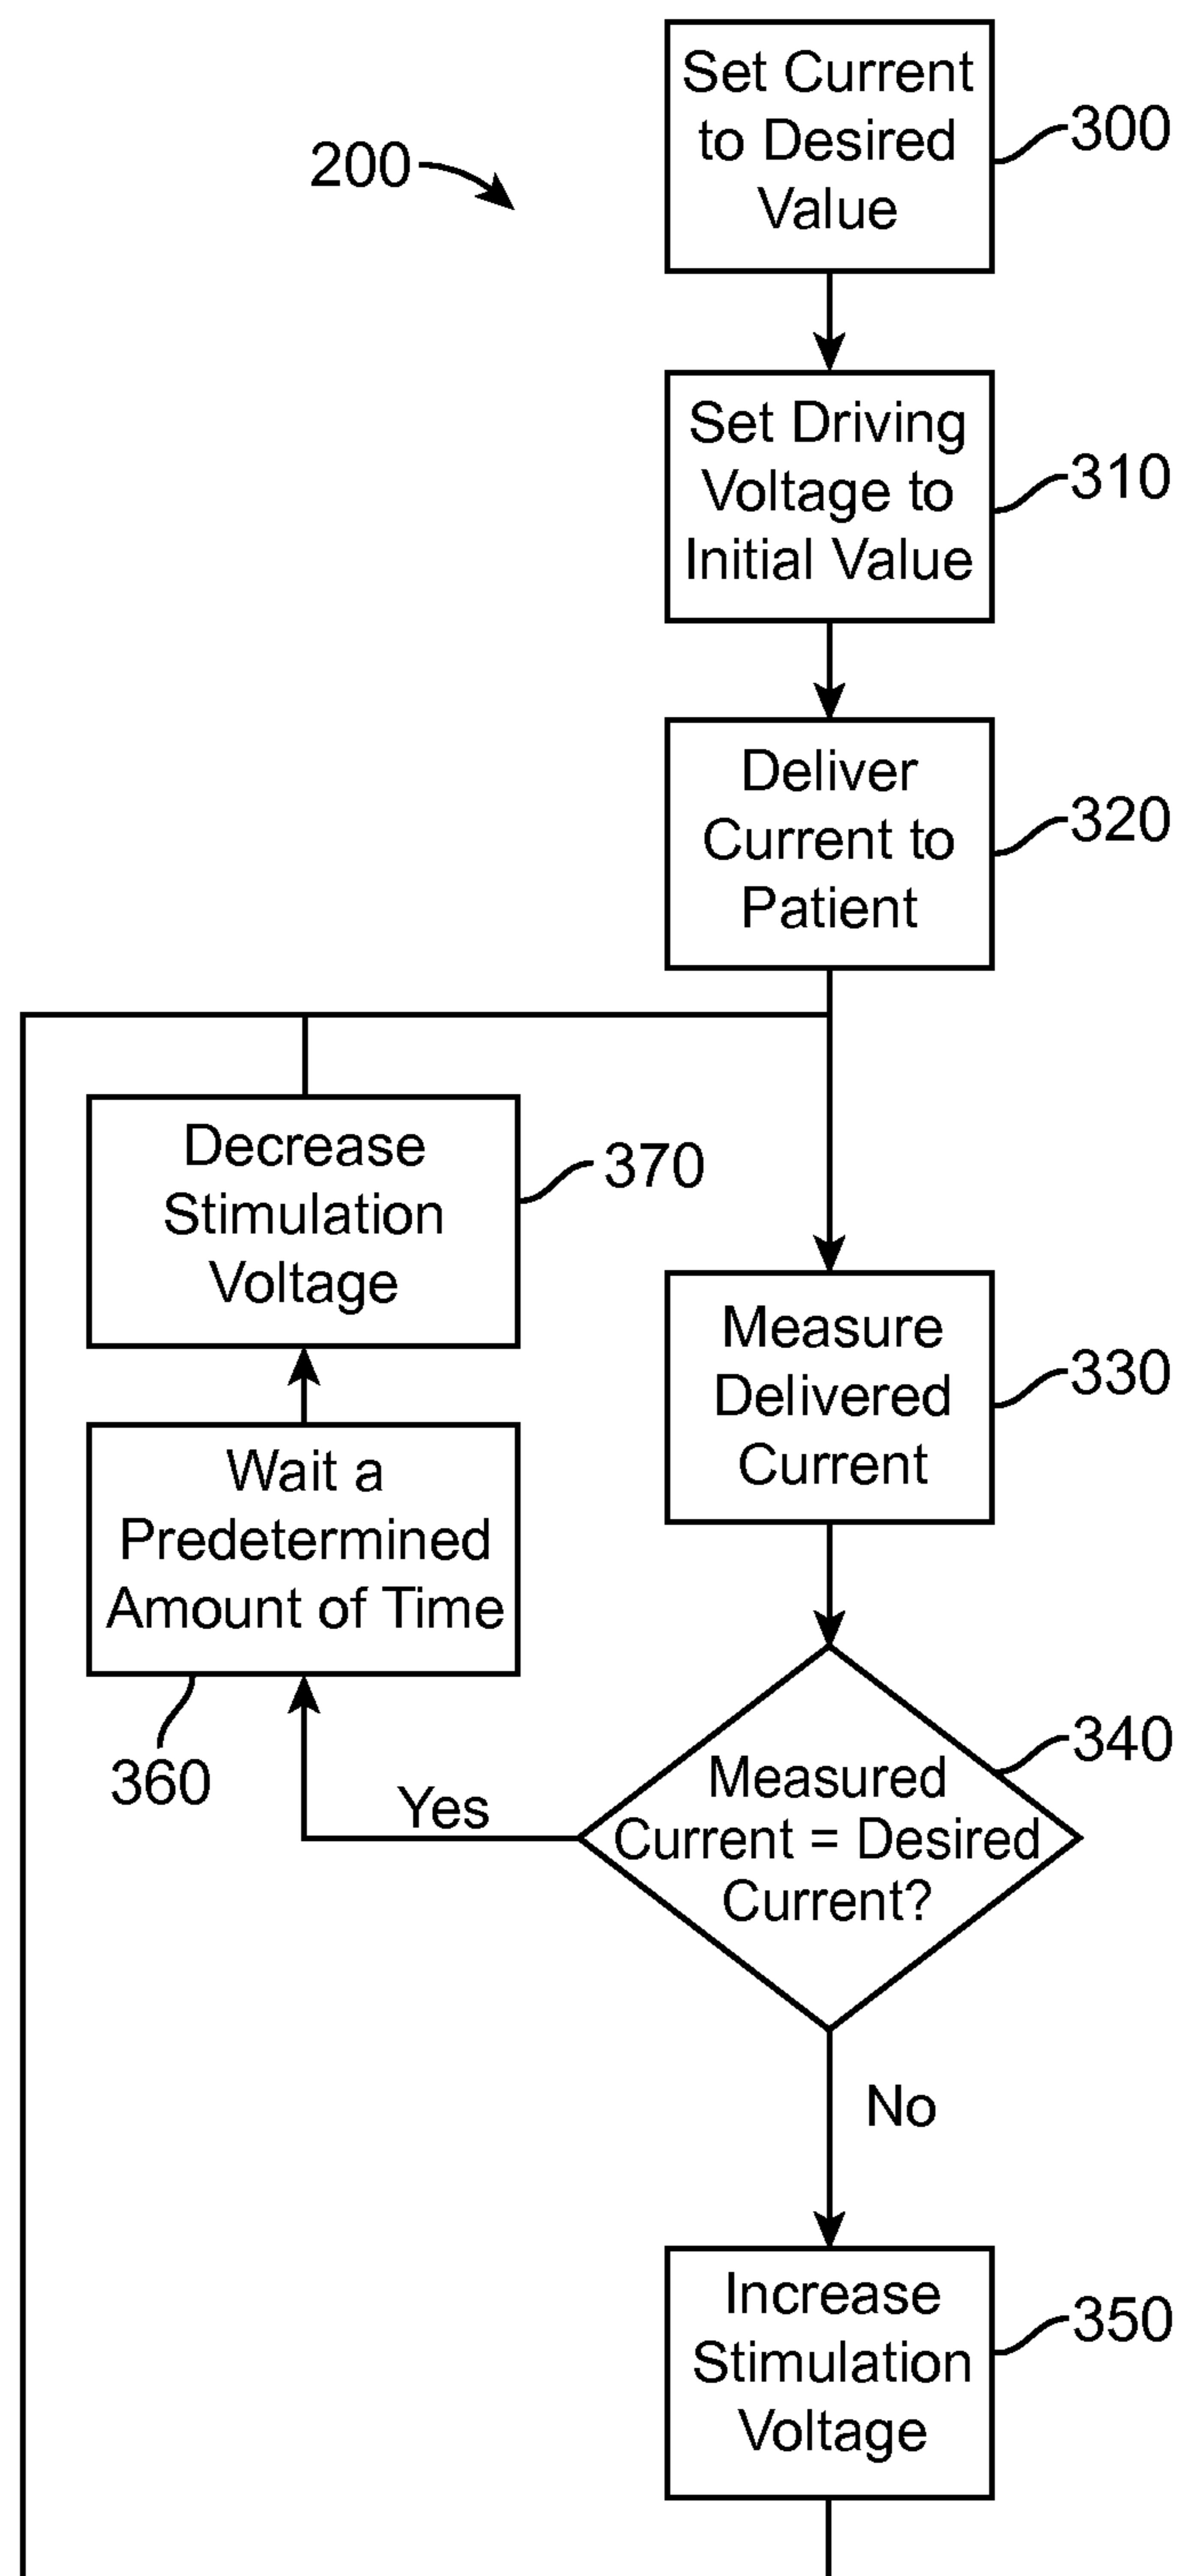 Set Current
to Desired
Value
300
200
Set Driving
Voltage to
Initial Value
310
Deliver
Current to
Patient
320
Decrease
Stimulation
Voltage
370
Measure
Delivered
Current
330
Wait a
Predetermined
Amount of Time
360
Measured
Current = Desired
Current?
340
Yes
No
Increase
Stimulation
Voltage
350